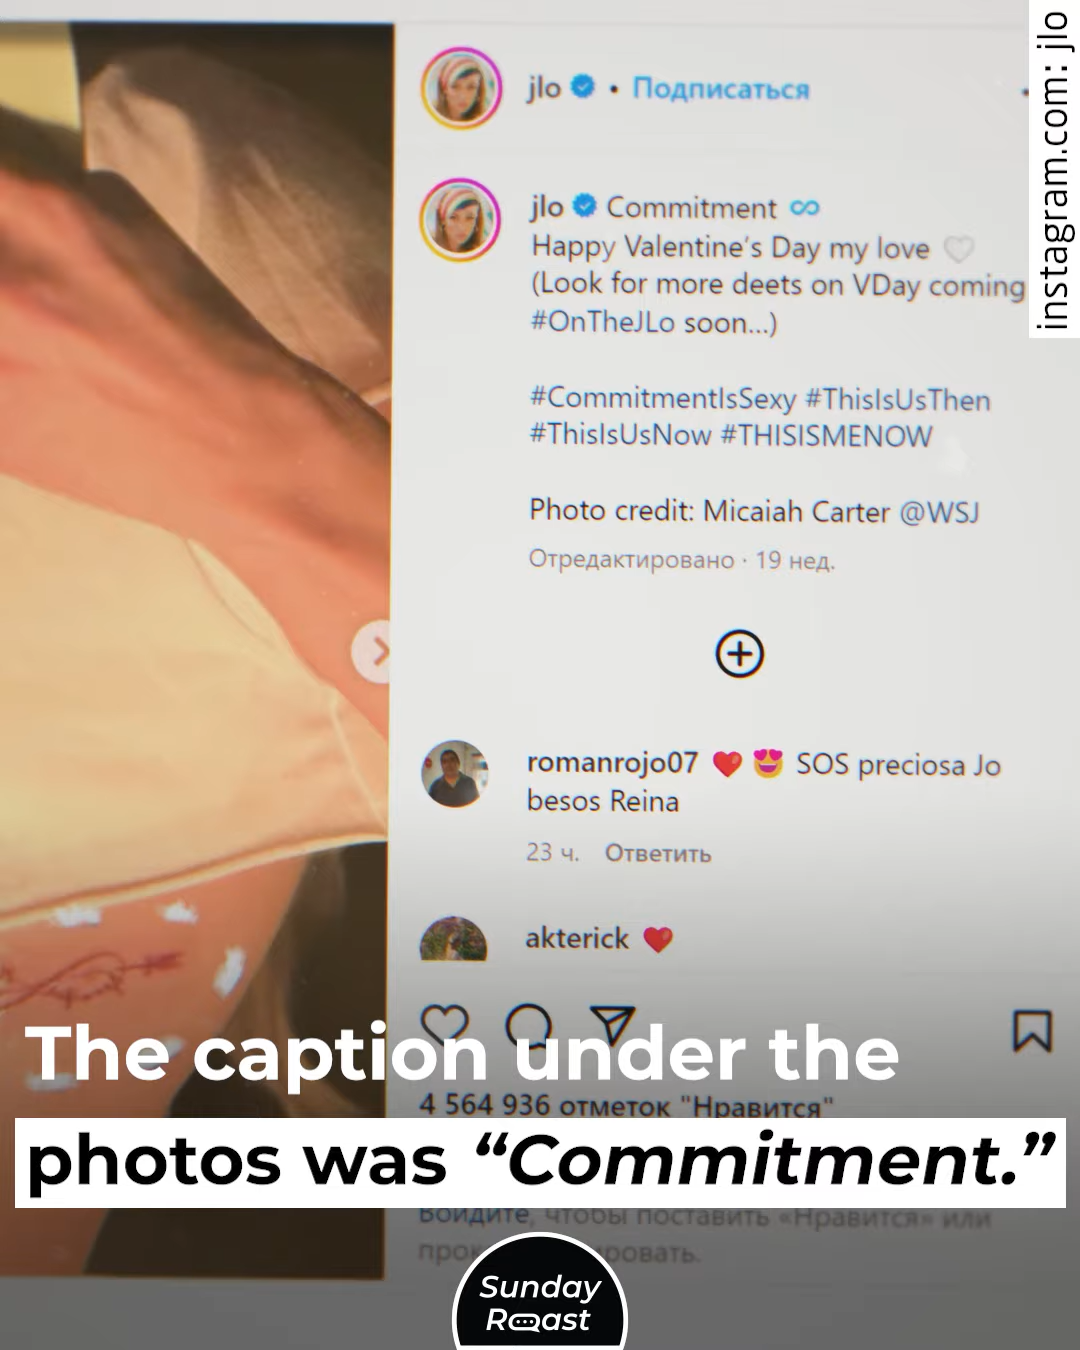 instagram.com: jlo
jlo • Подписаться
jlo Commitment ∞
Happy Valentine's Day my love 🤍
(Look for more deets on VDay coming
#OnTheJLo soon...)
#CommitmentIsSexy #ThisIsUsThen
#ThisIsUsNow #THISISMENOW
Photo credit: Micaiah Carter @WSJ
Отредактировано · 19 нед.
romanrojo07 ❤️ 😍 SOS preciosa Jo
besos Reina
23 ч. Ответить
akterick ❤️
The caption under the
4 564 936 отметок "Нравится"
photos was “Commitment.”
Войдите, чтобы поставить «Нравится» или
Sunday
Roast